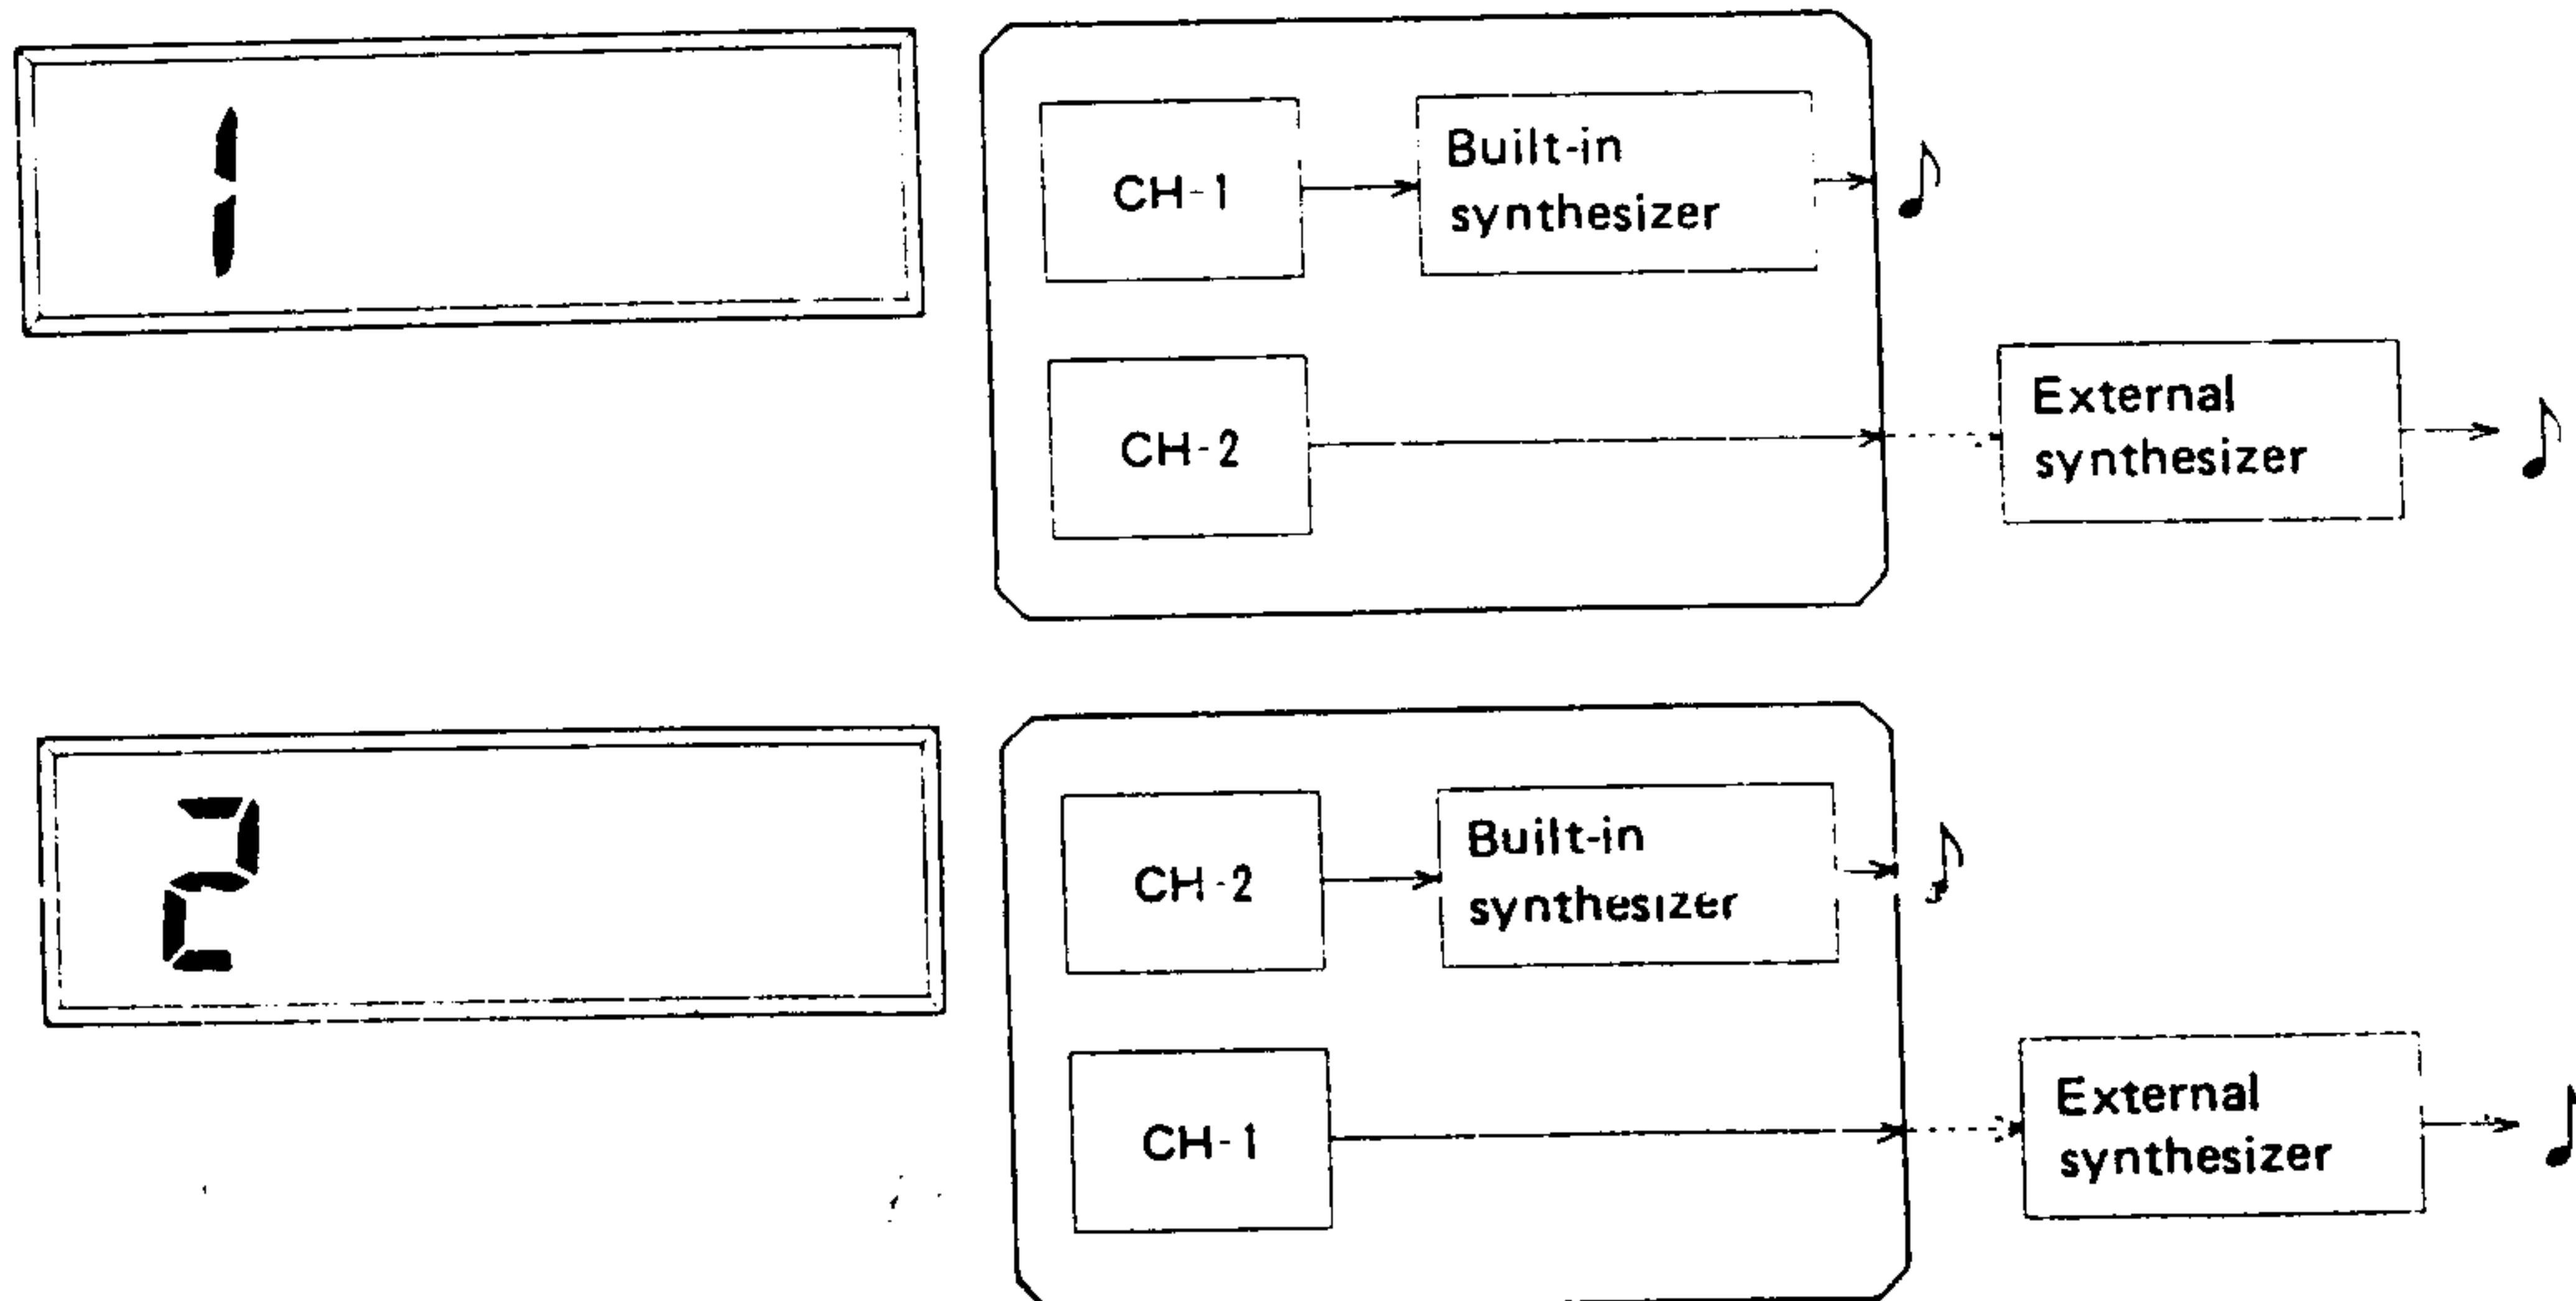 1
CH-1
Built-in
synthesizer
CH-2
External
synthesizer
2
CH-2
Built-in
synthesizer
CH-1
External
synthesizer